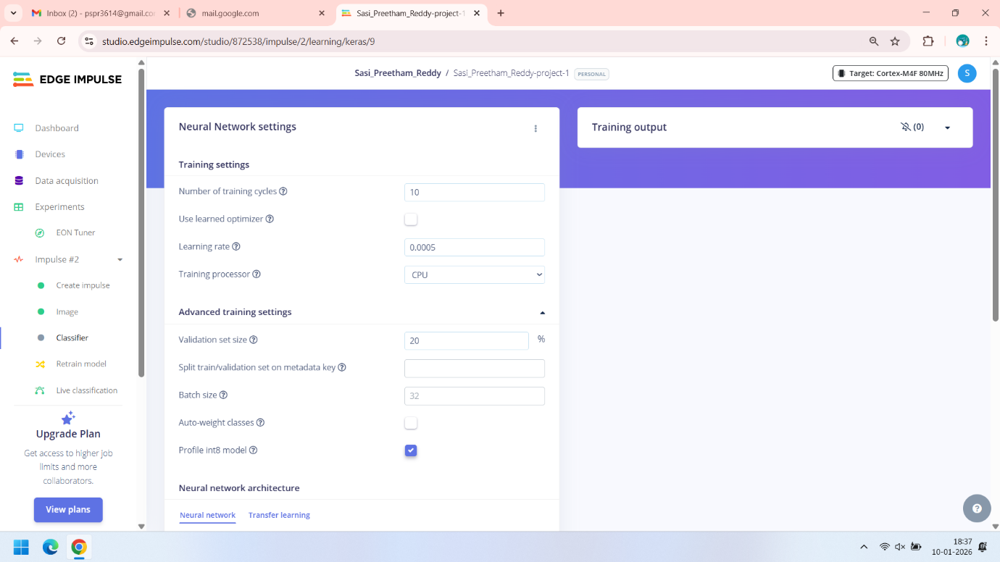 Inbox (2) - pspr3614@gmail.cor
mail.google.com
Sasi_Preetham_Reddy-project-1
studio.edgeimpulse.com/studio/872538/impulse/2/learning/keras/9
EDGE IMPULSE
Sasi_Preetham_Reddy / Sasi_Preetham_Reddy-project-1 PERSONAL
Target: Cortex-M4F 80MHz
S
Dashboard
Devices
Data acquisition
Experiments
EON Tuner
Impulse #2
Create impulse
Image
Classifier
Retrain model
Live classification
Upgrade Plan
Get access to higher job
limits and more
collaborators.
View plans
Neural Network settings
Training settings
Number of training cycles ?
10
Use learned optimizer ?
Learning rate ?
0.0005
Training processor ?
CPU
Advanced training settings
Validation set size ?
20
%
Split train/validation set on metadata key ?
Batch size ?
32
Auto-weight classes ?
Profile int8 model ?
Neural network architecture
Neural network
Transfer learning
Training output
(0)
?
18:37
10-01-2026